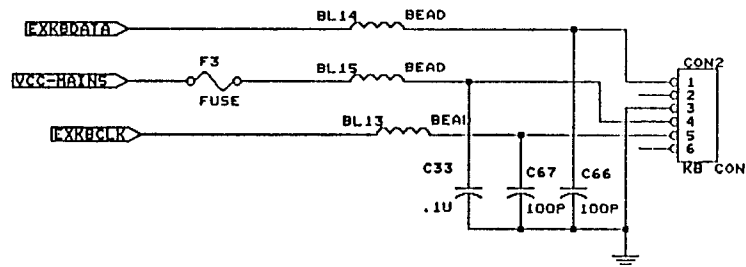 BL14 BEAD
EXKBDATA
CON2
F3
BL15 BEAD
1
VCC-MAINS
2
FUSE
3
4
BL13 BEAD
EXKBCLK
5
6
KB CON
C33 C67 C66
.1U 100P 100P